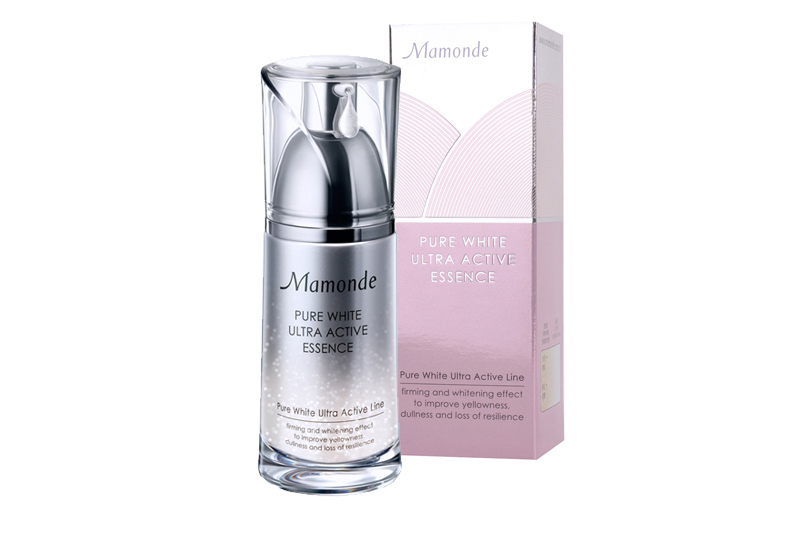 Mamonde
PURE WHITE
ULTRA ACTIVE
ESSENCE
Pure White Ultra Active Line
firming and whitening effect
to improve yellowness,
dullness and loss of resilience
Mamonde
PURE WHITE
ULTRA ACTIVE
ESSENCE
Pure White Ultra Active Line
firming and whitening effect
to improve yellowness,
dullness and loss of resilience